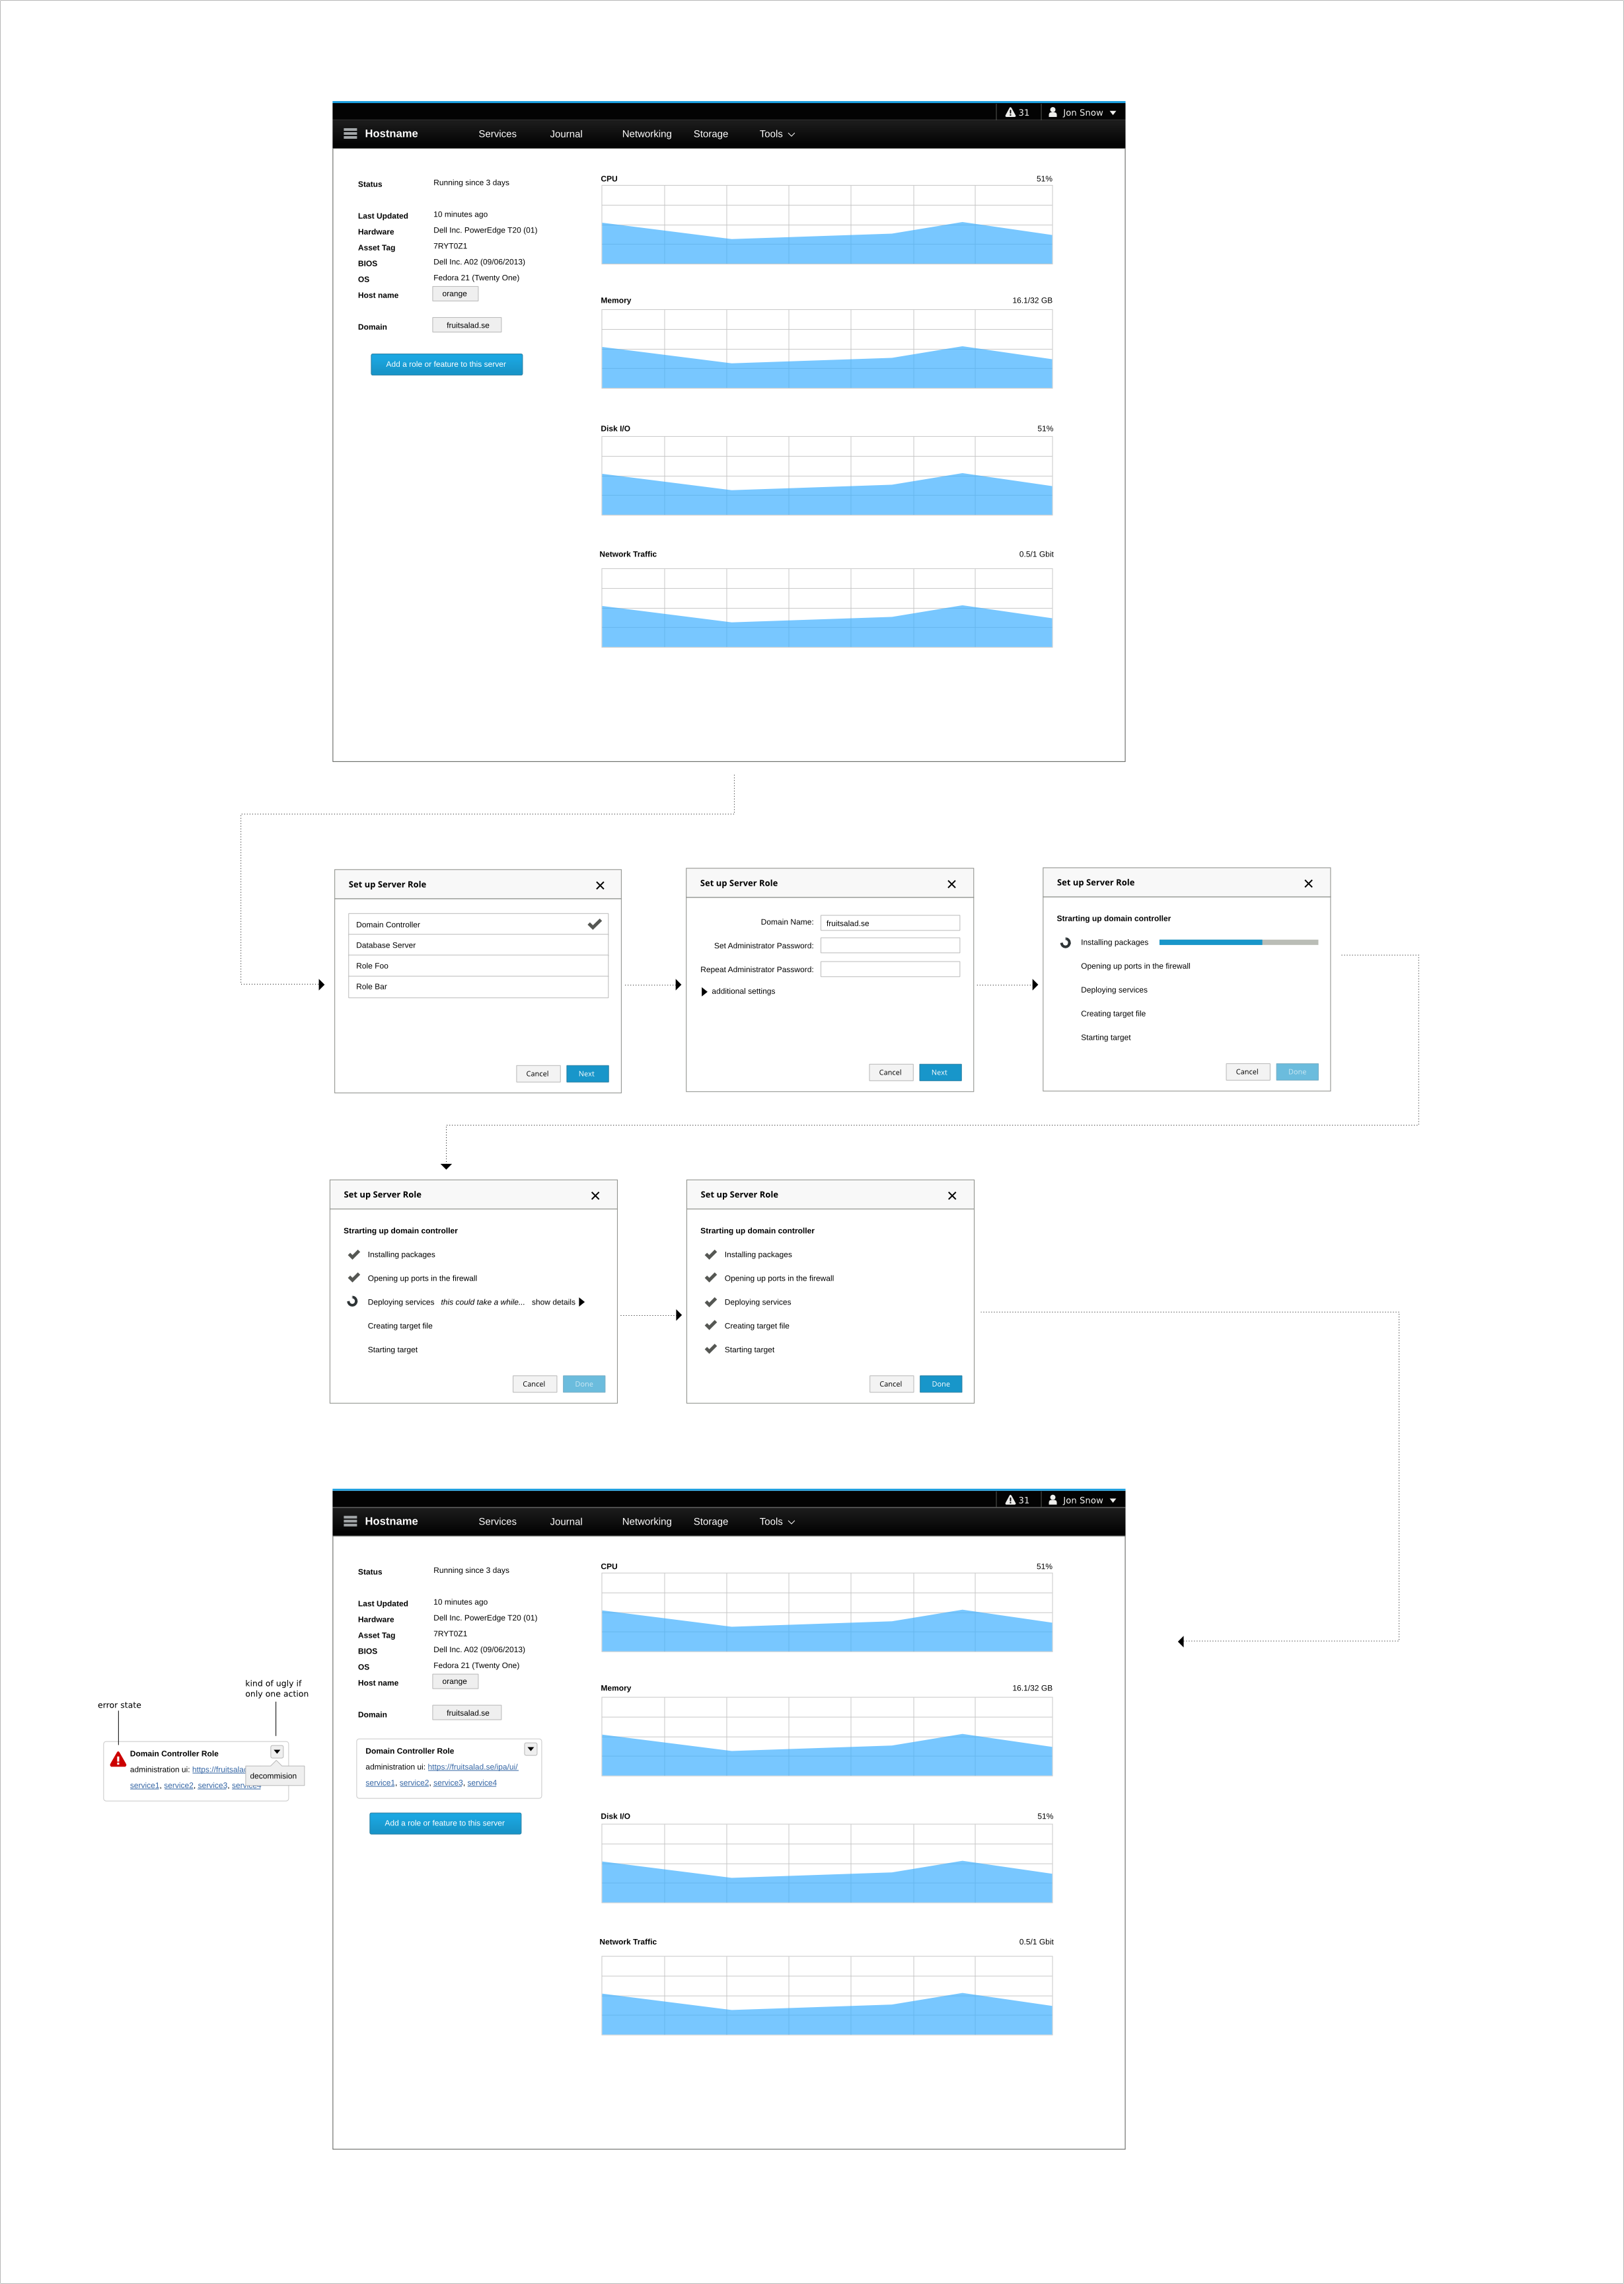 31 Jon Snow
Hostname Services Journal Networking Storage Tools
Status Running since 3 days
Last Updated 10 minutes ago
Hardware Dell Inc. PowerEdge T20 (01)
Asset Tag 7RYT0Z1
BIOS Dell Inc. A02 (09/06/2013)
OS Fedora 21 (Twenty One)
Host name orange
Domain fruitsalad.se
Add a role or feature to this server
CPU 51%
Memory 16.1/32 GB
Disk I/O 51%
Network Traffic 0.5/1 Gbit
Set up Server Role
Domain Controller
Database Server
Role Foo
Role Bar
Cancel Next
Set up Server Role
Domain Name: fruitsalad.se
Set Administrator Password:
Repeat Administrator Password:
additional settings
Cancel Next
Set up Server Role
Strarting up domain controller
Installing packages
Opening up ports in the firewall
Deploying services
Creating target file
Starting target
Cancel Done
Set up Server Role
Strarting up domain controller
Installing packages
Opening up ports in the firewall
Deploying services this could take a while... show details
Creating target file
Starting target
Cancel Done
Set up Server Role
Strarting up domain controller
Installing packages
Opening up ports in the firewall
Deploying services
Creating target file
Starting target
Cancel Done
31 Jon Snow
Hostname Services Journal Networking Storage Tools
Status Running since 3 days
Last Updated 10 minutes ago
Hardware Dell Inc. PowerEdge T20 (01)
Asset Tag 7RYT0Z1
BIOS Dell Inc. A02 (09/06/2013)
OS Fedora 21 (Twenty One)
Host name orange
Domain fruitsalad.se
Domain Controller Role
administration ui: https://fruitsalad.se/ipa/ui/
service1, service2, service3, service4
Add a role or feature to this server
CPU 51%
Memory 16.1/32 GB
Disk I/O 51%
Network Traffic 0.5/1 Gbit
kind of ugly if
only one action
error state
Domain Controller Role
administration ui: https://fruitsala
decommision
service1, service2, service3, service4